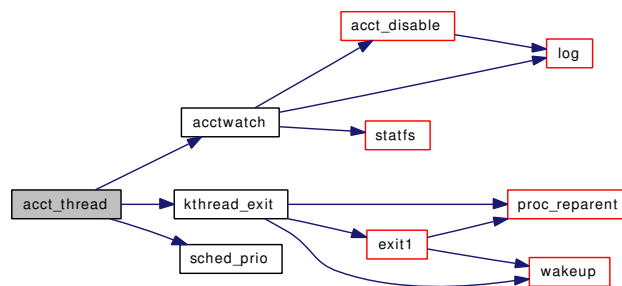 acct_disable
log
acctwatch
statfs
acct_thread
kthread_exit
proc_reparent
exit1
sched_prio
wakeup